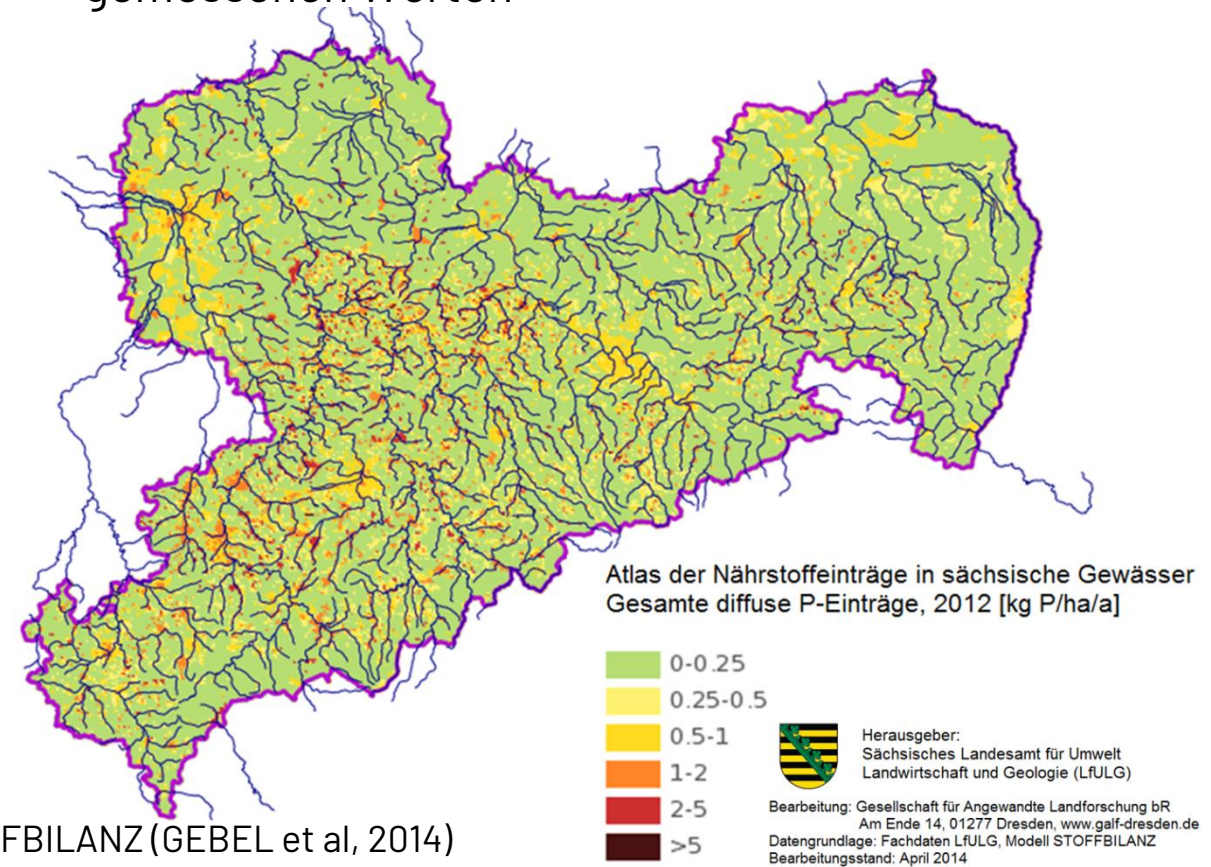 gemessenen Werten
Atlas der Nährstoffeinträge in sächsische Gewässer
Gesamte diffuse P-Einträge, 2012 [kg P/ha/a]
0-0.25
0.25-0.5
0.5-1
1-2
2-5
>5
Herausgeber:
Sächsisches Landesamt für Umwelt
Landwirtschaft und Geologie (LfULG)
Bearbeitung: Gesellschaft für Angewandte Landforschung bR
Am Ende 14, 01277 Dresden, www.galf-dresden.de
Datengrundlage: Fachdaten LfULG, Modell STOFFBILANZ
Bearbeitungsstand: April 2014
FBILANZ (GEBEL et al, 2014)